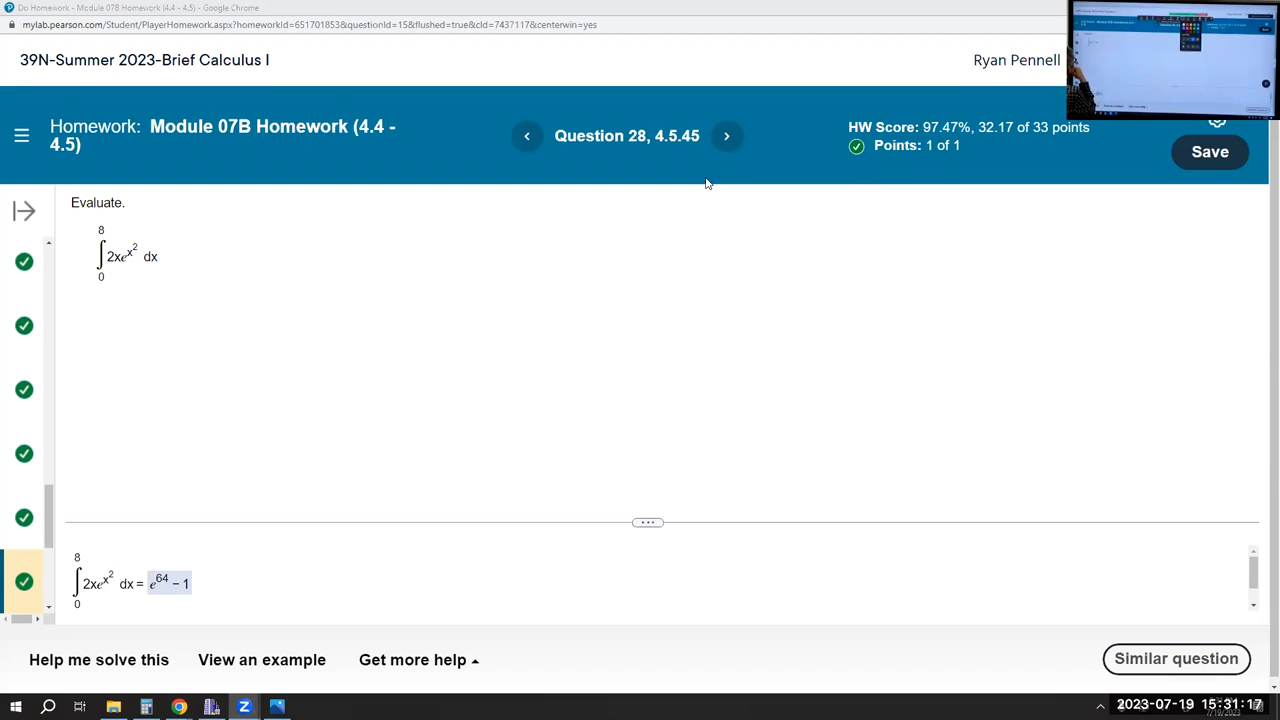 Do Homework - Module 07B Homework (4.4 - 4.5) - Google Chrome
mylab.pearson.com/Student/PlayerHomework.aspx?homeworkId=651701853&questionId=15&flushed=true&cId=7437117&centerwin=yes
39N-Summer 2023-Brief Calculus I
Ryan Pennell
Homework: Module 07B Homework (4.4 - 4.5)
Question 28, 4.5.45
HW Score: 97.47%, 32.17 of 33 points
Points: 1 of 1
Save
Evaluate.
8
∫ 2xe^x^2 dx
0
8
∫ 2xe^x^2 dx = e^64 − 1
0
Help me solve this
View an example
Get more help
Similar question
2023-07-19 15:31:17